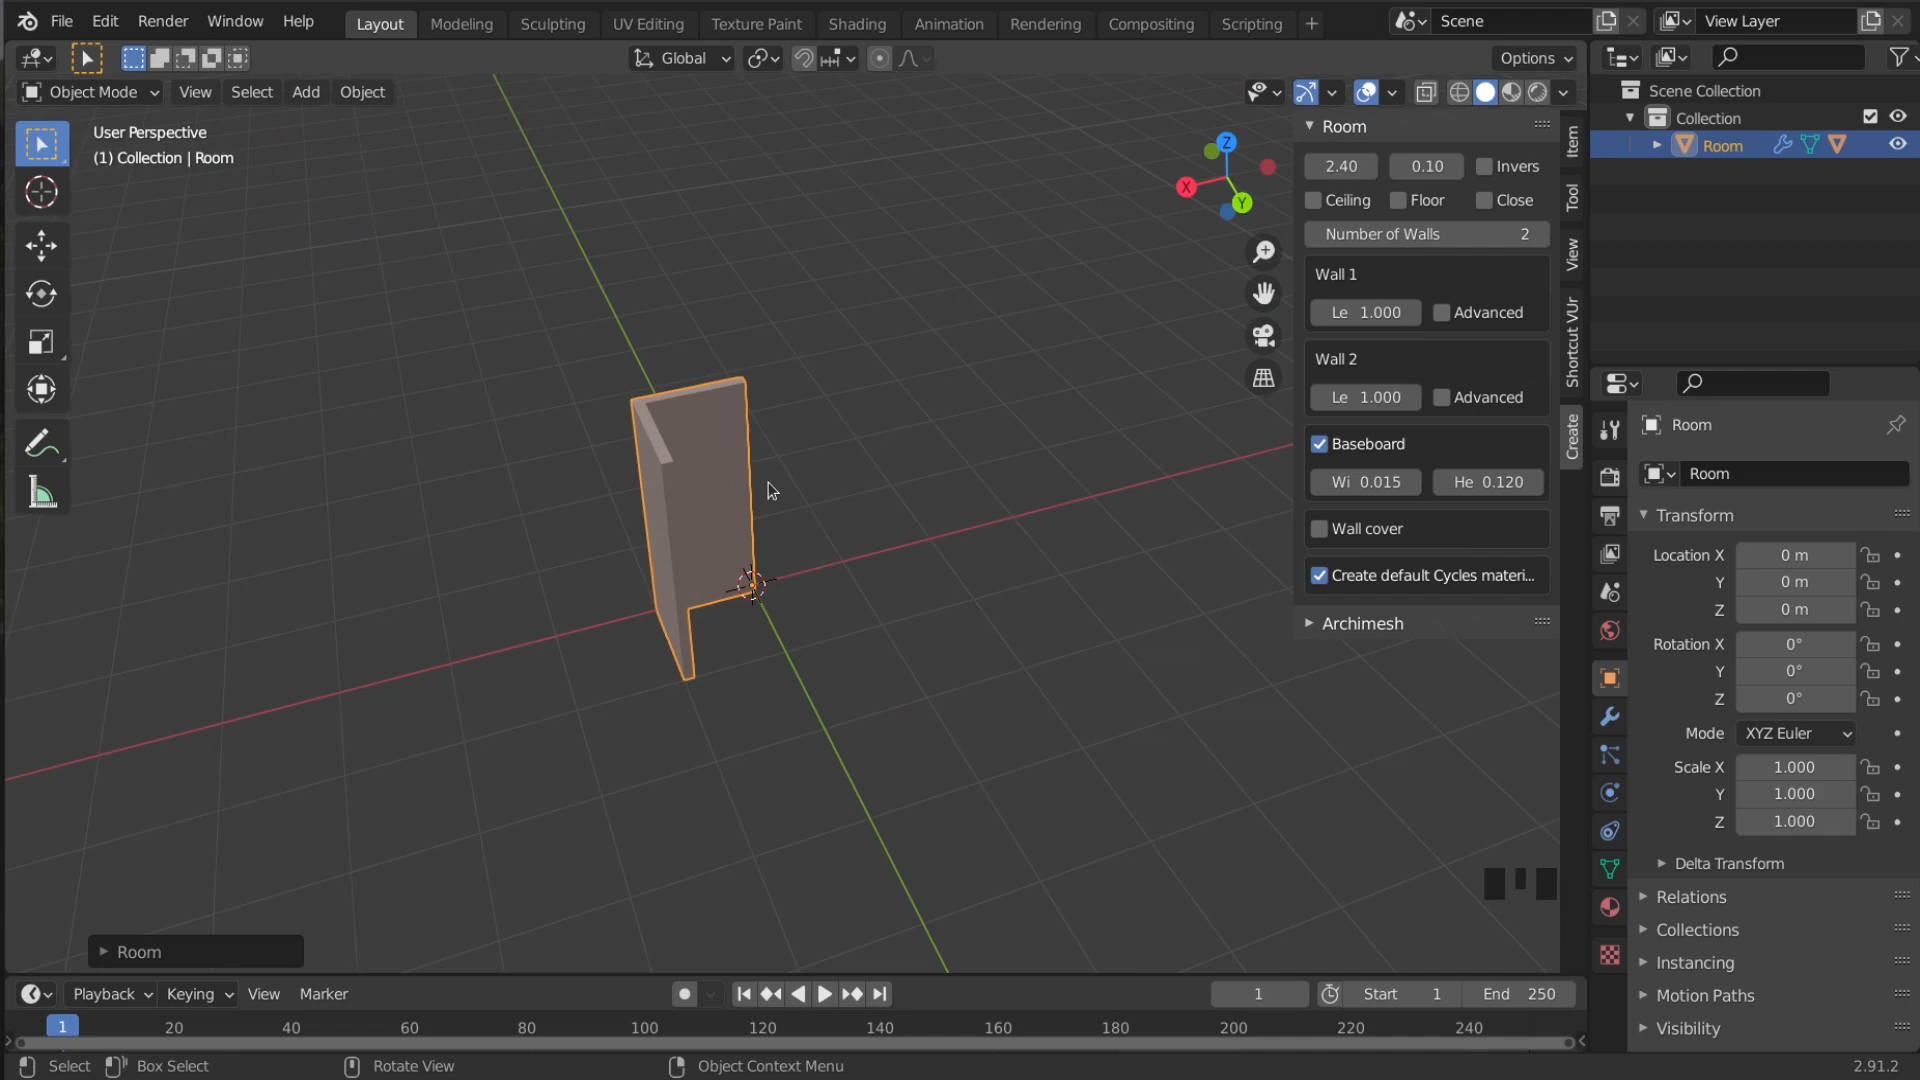 File Edit Render Window Help Layout Modeling Sculpting UV Editing Texture Paint Shading Animation Rendering Compositing Scripting + Scene View Layer
Global Options
Object Mode View Select Add Object
User Perspective
(1) Collection | Room
Z
X
Y
Room
2.40 0.10 Invers
Ceiling Floor Close
Number of Walls 2
Wall 1
Le 1.000 Advanced
Wall 2
Le 1.000 Advanced
Baseboard
Wi 0.015 He 0.120
Wall cover
Create default Cycles materi...
Archimesh
Item
Tool
View
Shortcut VUr
Create
Scene Collection
Collection
Room
Room
Room
Transform
Location X 0 m
Y 0 m
Z 0 m
Rotation X 0°
Y 0°
Z 0°
Mode XYZ Euler
Scale X 1.000
Y 1.000
Z 1.000
Delta Transform
Relations
Collections
Instancing
Motion Paths
Visibility
Room
Playback Keying View Marker 1 Start 1 End 250
1 20 40 60 80 100 120 140 160 180 200 220 240
Select Box Select Rotate View Object Context Menu 2.91.2